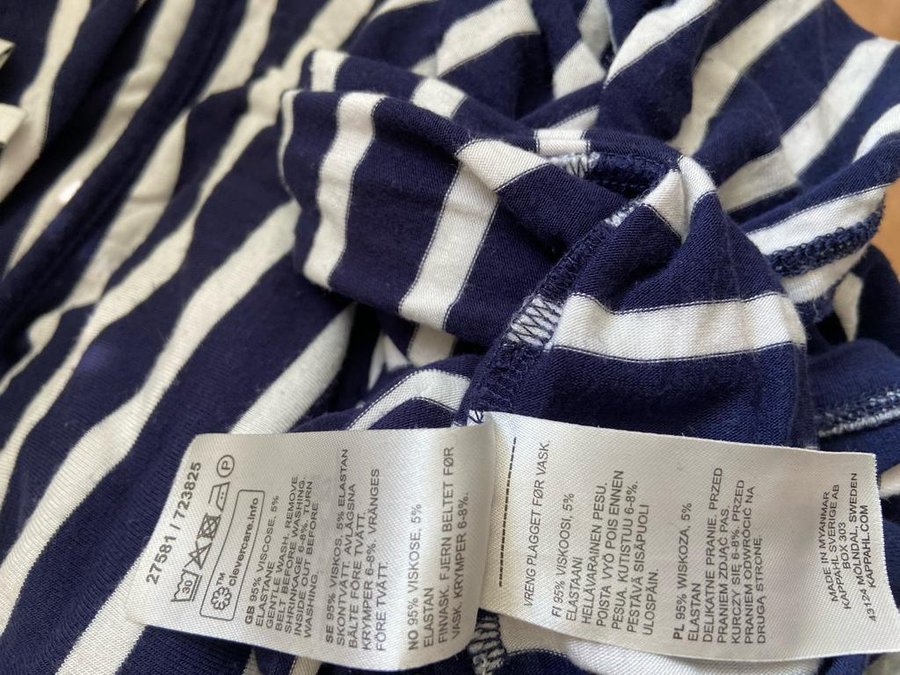 27581 / 723825
30
P
™ clevercare.info
GB 95% VISCOSE, 5%
ELASTANE
GENTLE WASH. REMOVE
BELT BEFORE WASHING.
SHRINKAGE 6-8%. TURN
INSIDE OUT BEFORE
WASHING.
SE 95% VISKOS, 5% ELASTAN
SKONTVÄTT. AVLÄGSNA
BÄLTE FÖRE TVÄTT.
KRYMPER 6-8%. VRÄNGES
FÖRE TVÄTT
NO 95% VISKOSE, 5%
ELASTAN
FINVASK. FJERN BELTET FØR
VASK. KRYMPER 6-8%.
VRENG PLAGGET FØR VASK.
FI 95% VISKOOSI, 5%
ELASTAANI
HELLÄVARAINEN PESU.
POISTA VYÖ POIS ENNEN
PESUA. KUTISTUU 6-8%.
PESTÄVÄ SISÄPUOLI
ULOSPÄIN.
PL 95% WISKOZA, 5%
ELASTAN
DELIKATNE PRANIE. PRZED
PRANIEM ZDJĄĆ PAS.
KURCZY SIĘ 6-8%. PRZED
PRANIEM ODWRÓCIĆ NA
DRUGĄ STRONĘ
MADE IN MYANMAR
KAPPAHL SVERIGE AB
BOX 303
43124 MÖLNDAL, SWEDEN
KAPPAHL.COM